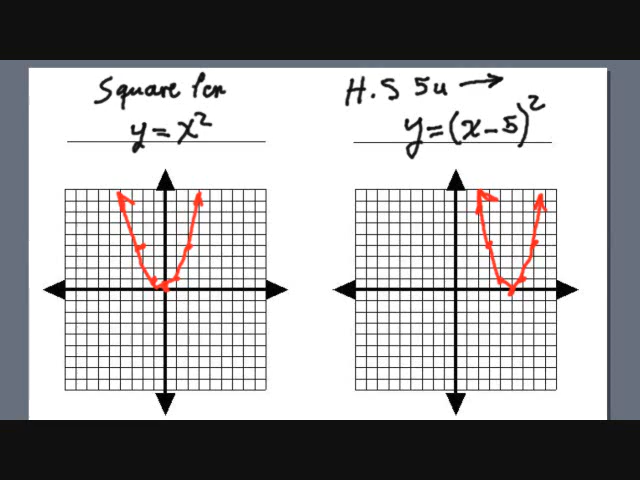 Square fcn
y = x²
H.S 5u →
y = (x - 5)²